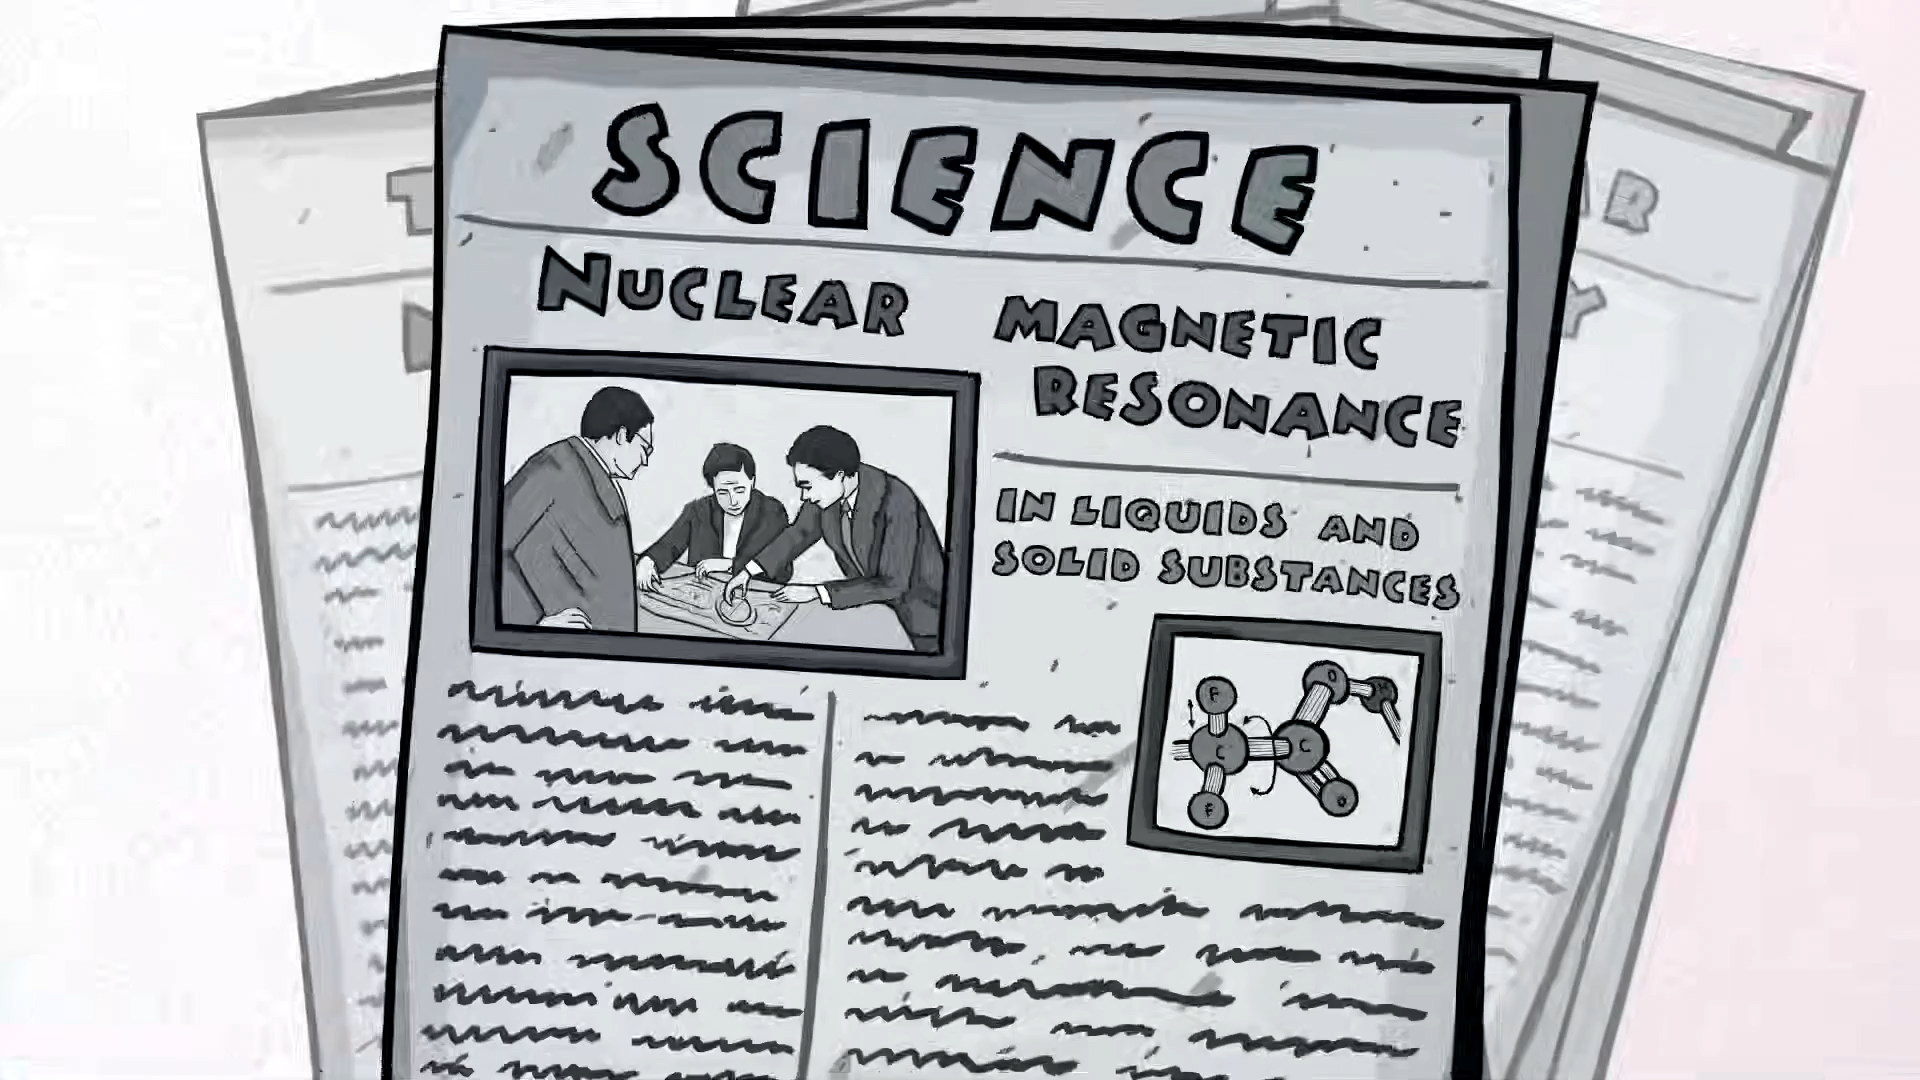 SCIENCE
NUCLEAR MAGNETIC
RESONANCE
IN LIQUIDS AND
SOLID SUBSTANCES
F
C
F
C
O